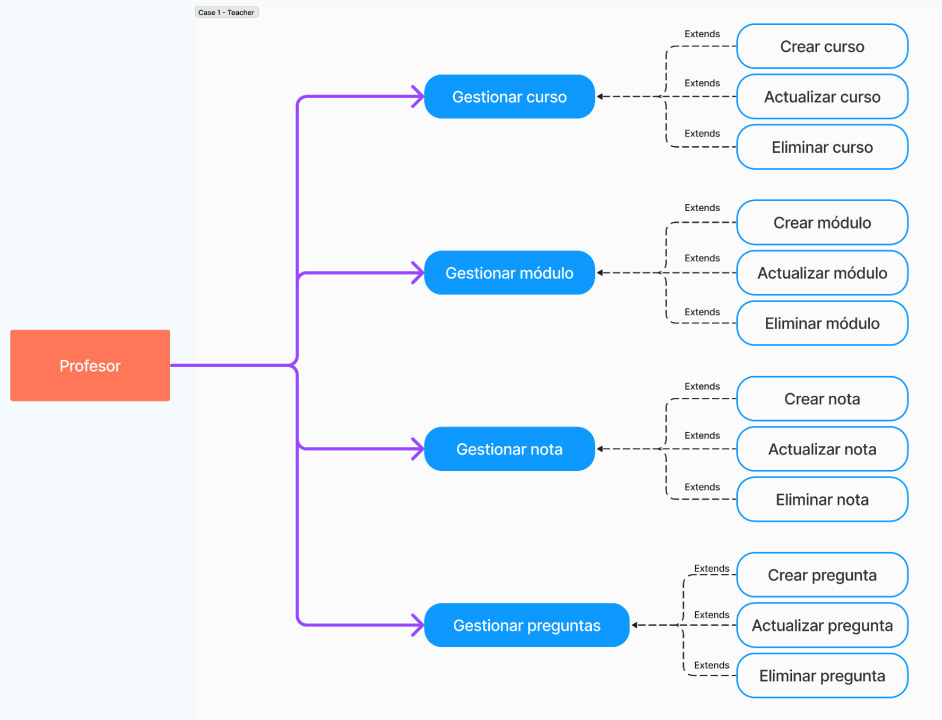 Case 1 - Teacher
Extends
Crear curso
Gestionar curso
Extends
Actualizar curso
Extends
Eliminar curso
Extends
Crear módulo
Gestionar módulo
Extends
Actualizar módulo
Extends
Eliminar módulo
Profesor
Extends
Crear nota
Gestionar nota
Extends
Actualizar nota
Extends
Eliminar nota
Extends
Crear pregunta
Gestionar preguntas
Extends
Actualizar pregunta
Extends
Eliminar pregunta